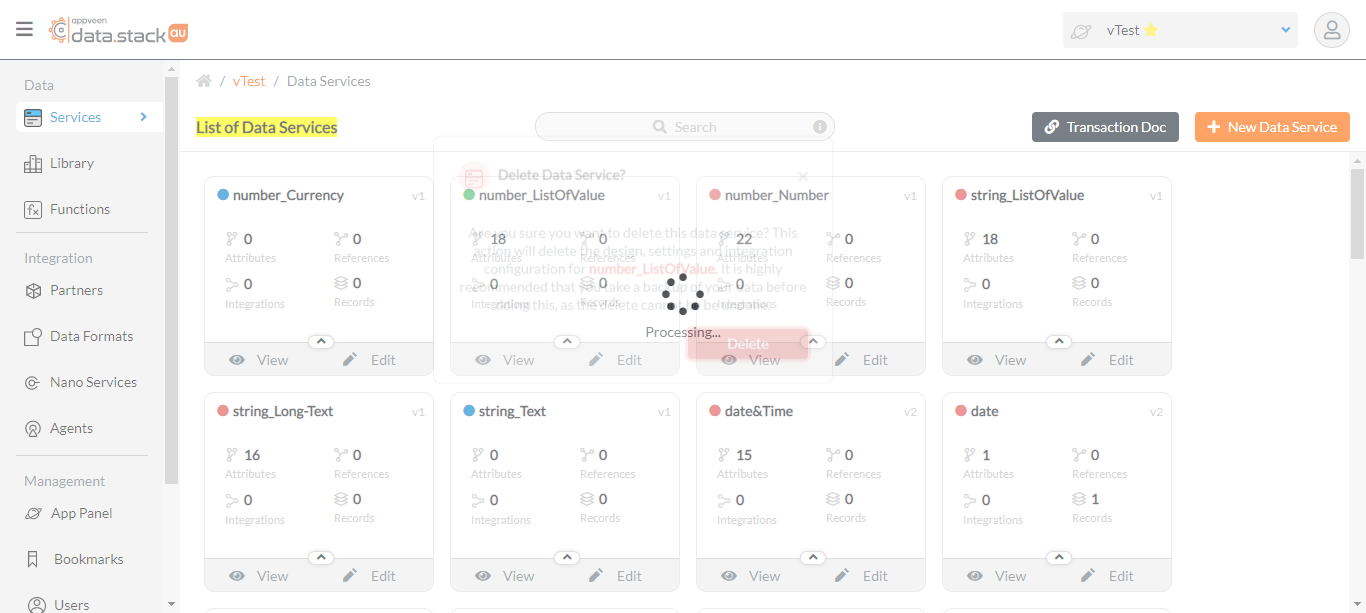 appveen
data.stack au
vTest ⭐
Data
Services
Library
Functions
Integration
Partners
Data Formats
Nano Services
Agents
Management
App Panel
Bookmarks
Users
/ vTest / Data Services
List of Data Services
Search
Transaction Doc
+ New Data Service
Delete Data Service?
Are you sure you want to delete this data service? This
action will delete the design, settings and integration
configuration for number_ListOfValue. It is highly
recommended that you take a backup of your data before
doing this, as the delete cannot be undone.
Delete
Processing...
number_Currency v1
0 0
Attributes References
0 0
Integrations Records
View Edit
number_ListOfValue v1
18 0
Attributes References
0 0
Integrations Records
View Edit
number_Number v1
22 0
Attributes References
0 0
Integrations Records
View Edit
string_ListOfValue v1
18 0
Attributes References
0 0
Integrations Records
View Edit
string_Long-Text v1
16 0
Attributes References
0 0
Integrations Records
View Edit
string_Text v1
0 0
Attributes References
0 0
Integrations Records
View Edit
date&Time v2
15 0
Attributes References
0 0
Integrations Records
View Edit
date v2
1 0
Attributes References
0 1
Integrations Records
View Edit